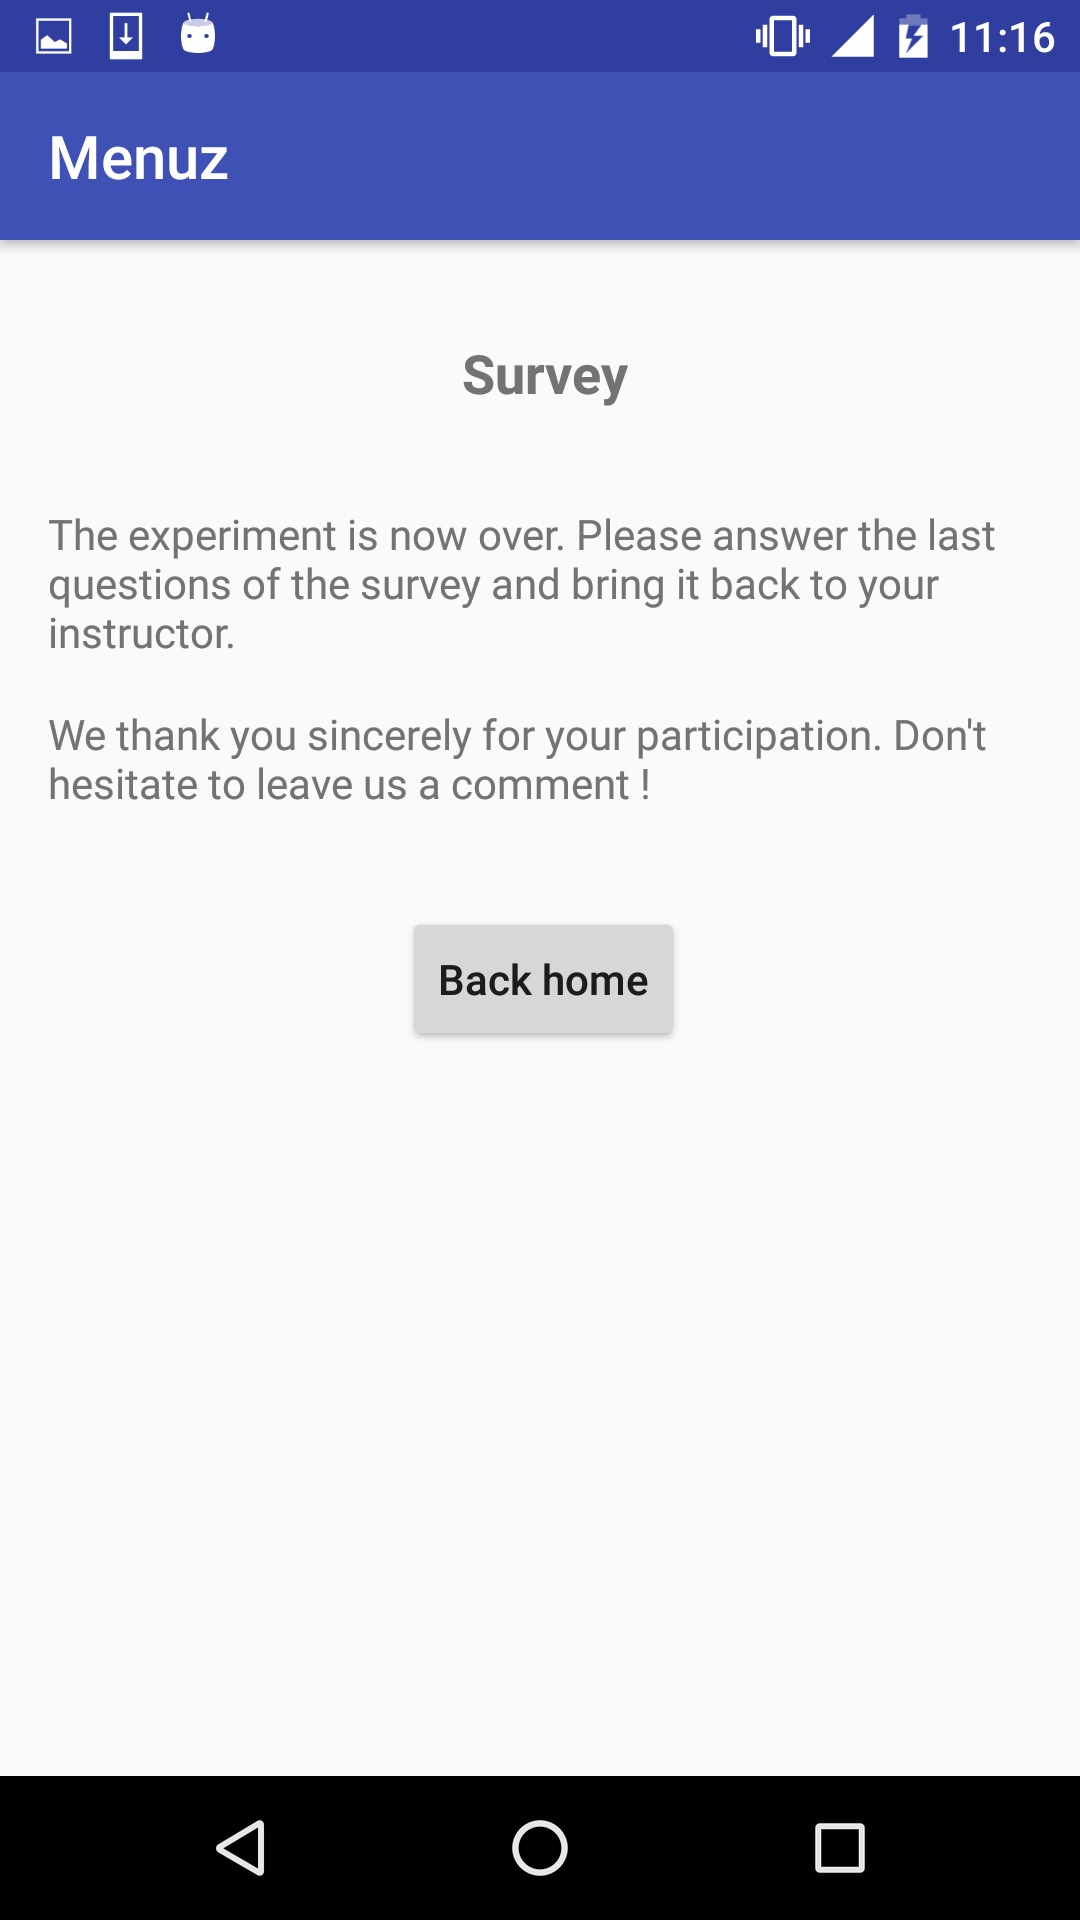 11:16
Menuz
Survey
The experiment is now over. Please answer the last
questions of the survey and bring it back to your
instructor.
We thank you sincerely for your participation. Don't
hesitate to leave us a comment !
Back home